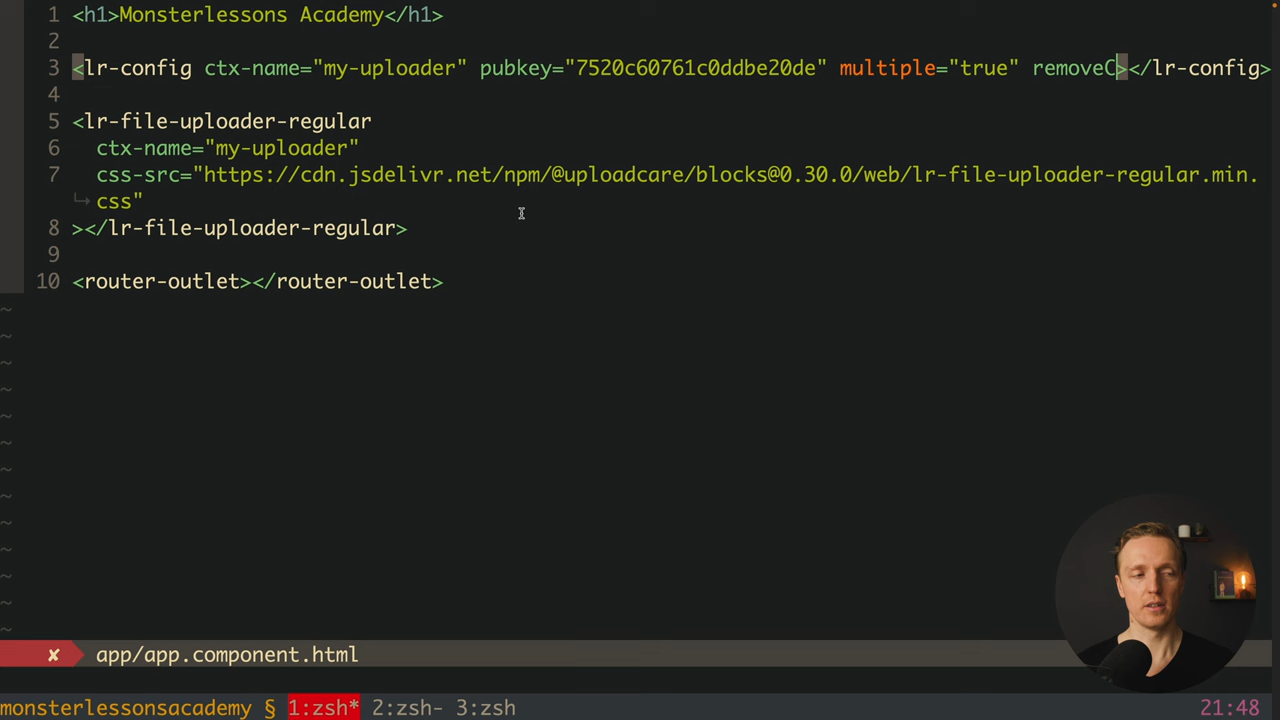 1 <h1>Monsterlessons Academy</h1>
2
3 <lr-config ctx-name="my-uploader" pubkey="7520c60761c0ddbe20de" multiple="true" removeC></lr-config>
4
5 <lr-file-uploader-regular
6 ctx-name="my-uploader"
7 css-src="https://cdn.jsdelivr.net/npm/@uploadcare/blocks@0.30.0/web/lr-file-uploader-regular.min.
↪ css"
8 ></lr-file-uploader-regular>
9
10 <router-outlet></router-outlet>
~
~
~
~
~
~
~
~
~
~
~
~
✘ app/app.component.html
monsterlessonsacademy § 1:zsh* 2:zsh- 3:zsh 21:48